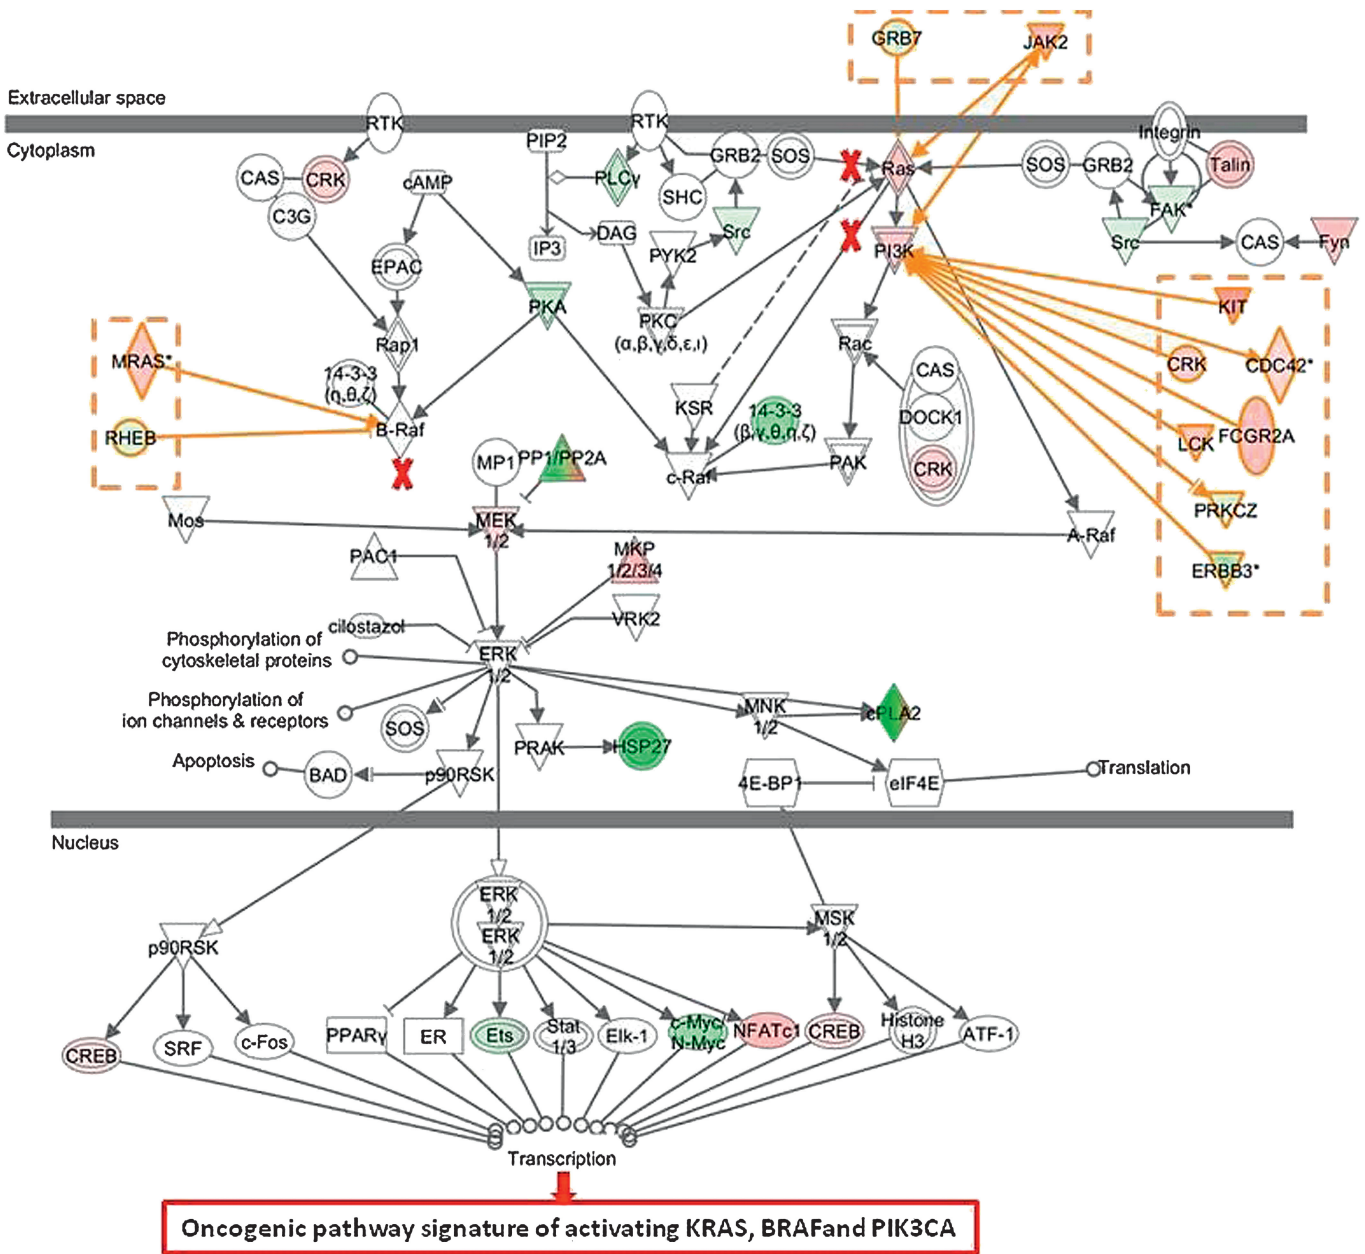 GRB7
JAK2
Extracellular space
RTK
RTK
Integrin
Cytoplasm
PIP2
GRB2
SOS
Ras
SOS
GRB2
Talin
CAS
CRK
cAMP
PLCγ
SHC
FAK*
C3G
IP3
DAG
Src
PYK2
PI3K
Src
CAS
Fyn
EPAC
PKA
PKC
(α,β,γ,δ,ε,ι)
Rap1
Rac
KIT
MRAS*
14-3-3
(η,θ,ζ)
CAS
CRK
CDC42*
KSR
14-3-3
(β,γ,θ,η,ζ)
DOCK1
RHEB
B-Raf
LCK
FCGR2A
MP1
PP1/PP2A
c-Raf
PAK
CRK
PRKCZ
Mos
MEK
1/2
A-Raf
PAC1
MKP
1/2/3/4
ERBB3*
cilostazol
VRK2
Phosphorylation of
cytoskeletal proteins
ERK
1/2
Phosphorylation of
ion channels & receptors
SOS
MNK
1/2
cPLA2
PRAK
HSP27
Apoptosis
BAD
p90RSK
4E-BP1
eIF4E
Translation
Nucleus
ERK
1/2
ERK
1/2
MSK
1/2
p90RSK
CREB
SRF
c-Fos
PPARγ
ER
Ets
Stat
1/3
Elk-1
c-Myc/
N-Myc
NFATc1
CREB
Histone
H3
ATF-1
Transcription
Oncogenic pathway signature of activating KRAS, BRAFand PIK3CA